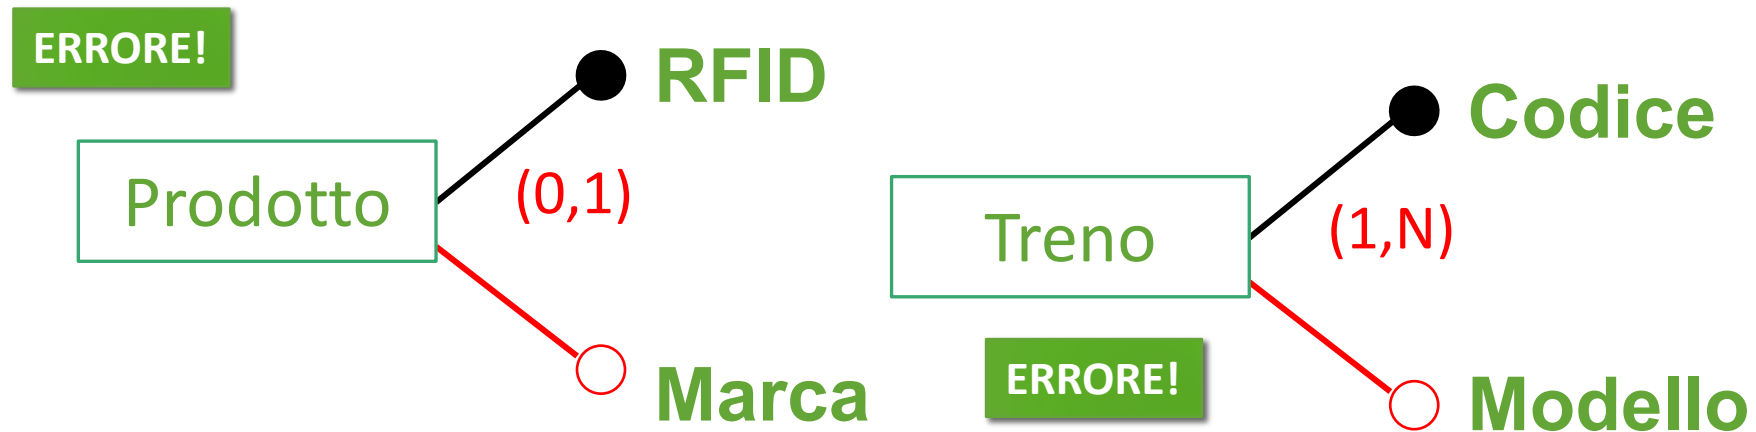 ERRORE!
RFID
Prodotto
(0,1)
Marca
Codice
Treno
(1,N)
ERRORE!
Modello